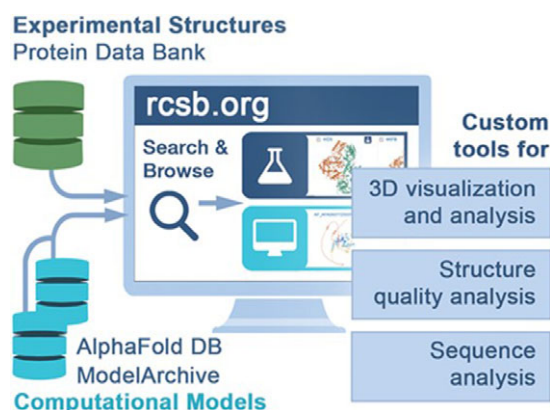 Experimental Structures
Protein Data Bank
rcsb.org
Search &
Browse
Custom
tools for
3D visualization
and analysis
Structure
quality analysis
Sequence
analysis
AlphaFold DB
ModelArchive
Computational Models